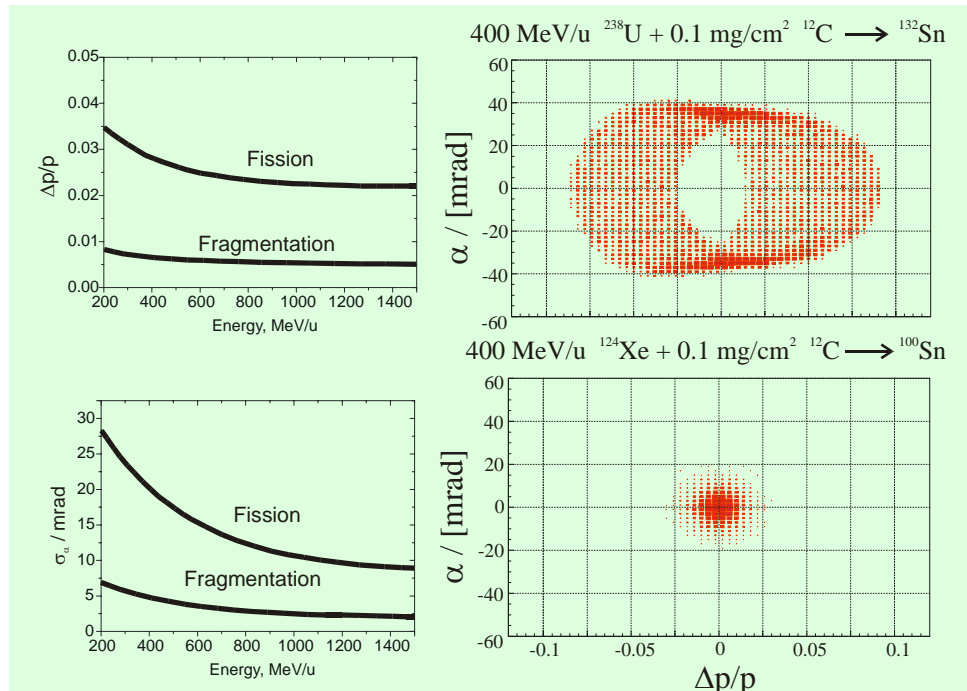 400 MeV/u ²³⁸U + 0.1 mg/cm² ¹²C ⟶ ¹³²Sn
0.05
0.04
0.03
0.02
0.01
0.00
Δp/p
Fission
Fragmentation
200 400 600 800 1000 1200 1400
Energy, MeV/u
60
40
20
0
-20
-40
-60
α / [mrad]
400 MeV/u ¹²⁴Xe + 0.1 mg/cm² ¹²C ⟶ ¹⁰⁰Sn
30
25
20
15
10
5
0
σα / mrad
Fission
Fragmentation
200 400 600 800 1000 1200 1400
Energy, MeV/u
60
40
20
0
-20
-40
-60
α / [mrad]
-0.1 -0.05 0 0.05 0.1
Δp/p